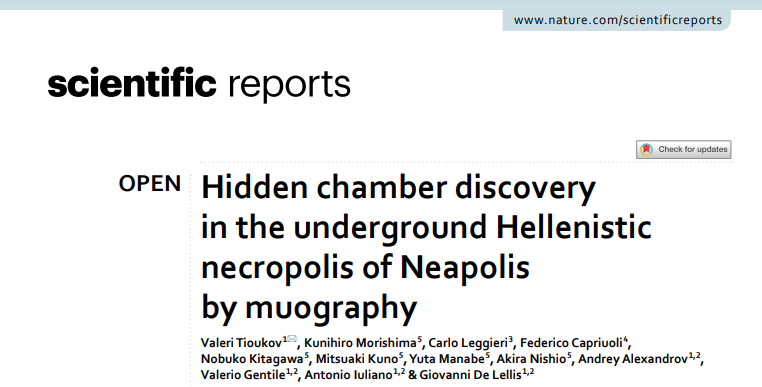 www.nature.com/scientificreports
scientific reports
Check for updates
OPEN
Hidden chamber discovery
in the underground Hellenistic
necropolis of Neapolis
by muography
Valeri Tioukov1✉, Kunihiro Morishima5, Carlo Leggieri3, Federico Capriuoli4,
Nobuko Kitagawa5, Mitsuaki Kuno5, Yuta Manabe5, Akira Nishio5, Andrey Alexandrov1,2,
Valerio Gentile1,2, Antonio Iuliano1,2 & Giovanni De Lellis1,2